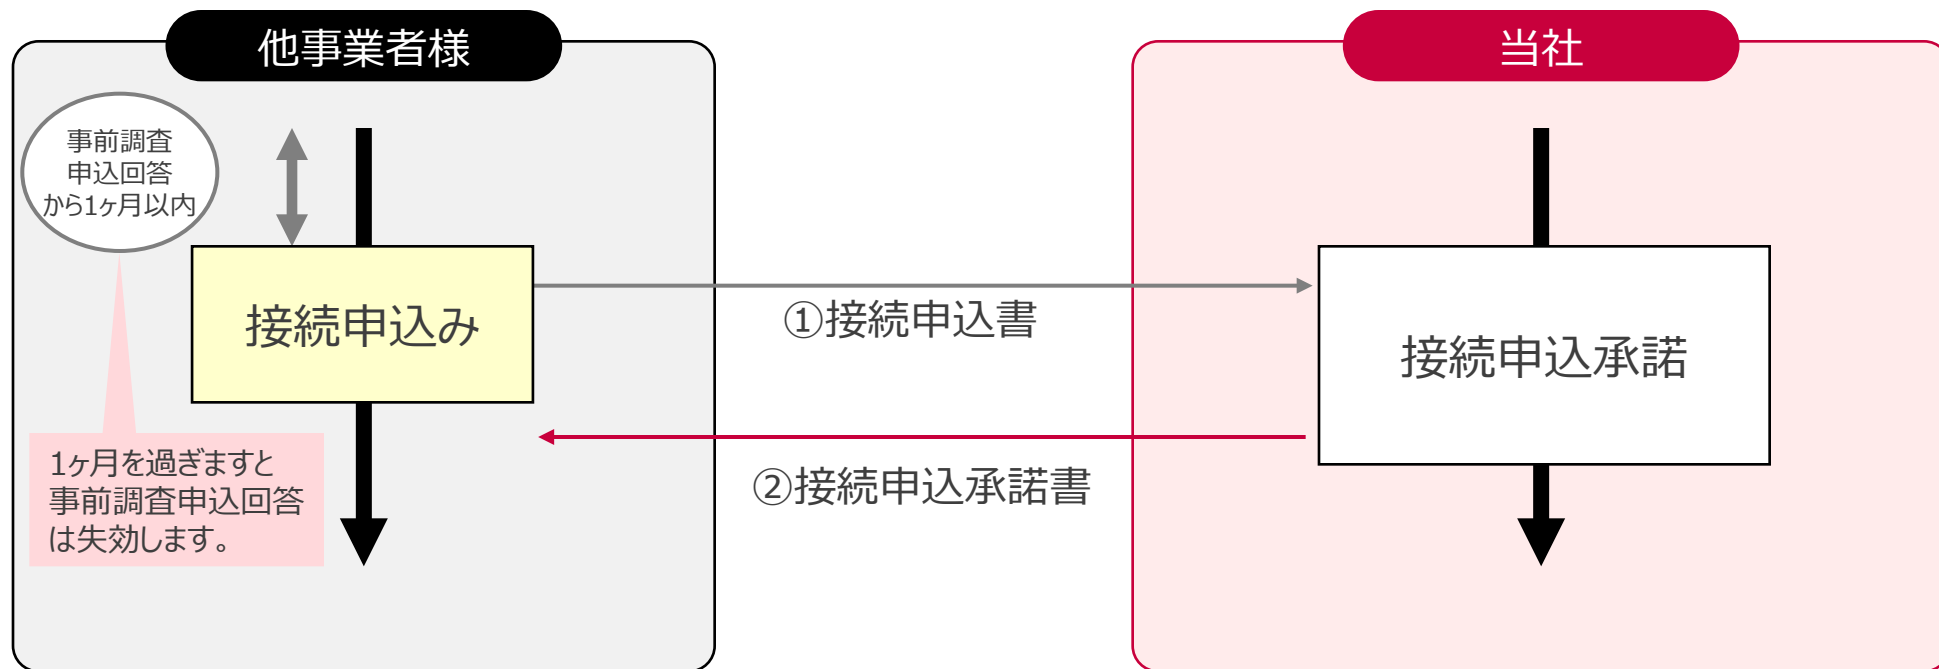 他事業者様
当社
事前調査
申込回答
から1ヶ月以内
接続申込み
①接続申込書
接続申込承諾
②接続申込承諾書
1ヶ月を過ぎますと
事前調査申込回答
は失効します。